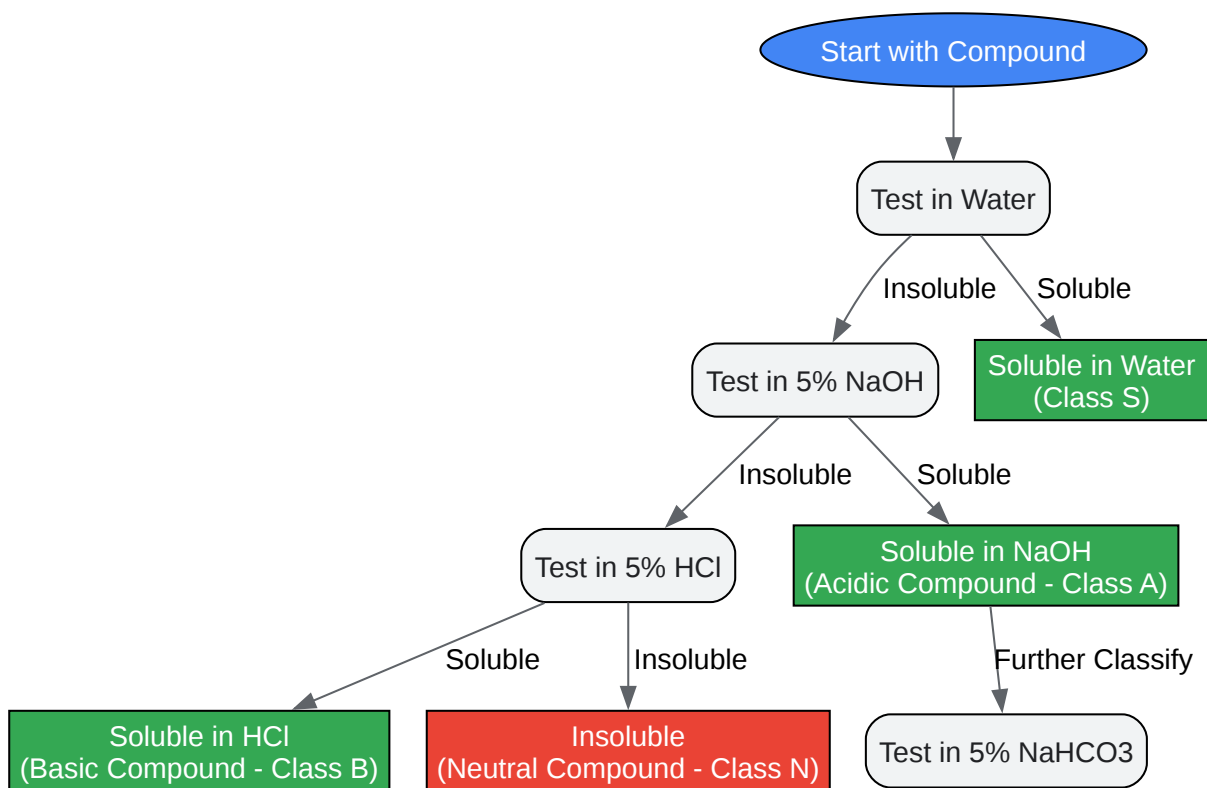 Start with Compound
Test in Water
Insoluble
Soluble
Test in 5% NaOH
Soluble in Water
(Class S)
Insoluble
Soluble
Test in 5% HCl
Soluble in NaOH
(Acidic Compound - Class A)
Soluble
Insoluble
Further Classify
Soluble in HCl
(Basic Compound - Class B)
Insoluble
(Neutral Compound - Class N)
Test in 5% NaHCO3